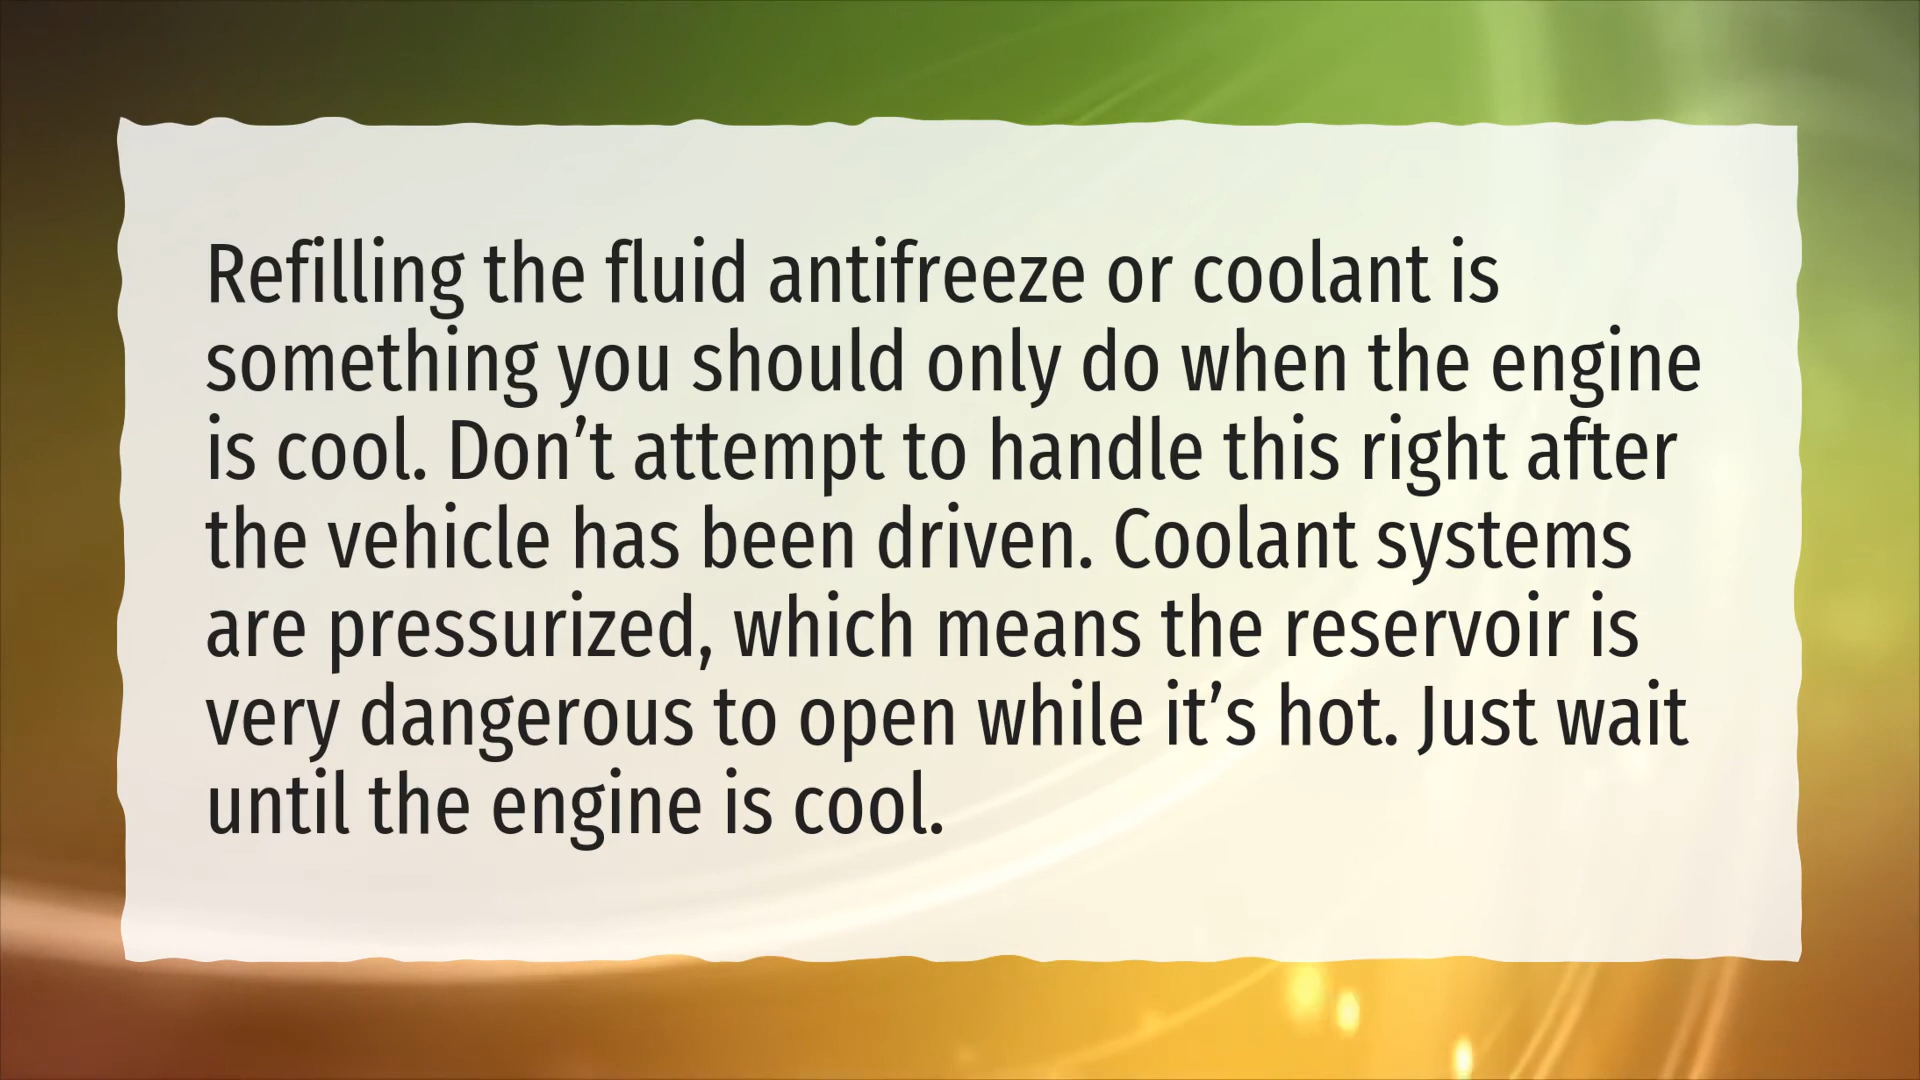 Refilling the fluid antifreeze or coolant is
something you should only do when the engine
is cool. Don’t attempt to handle this right after
the vehicle has been driven. Coolant systems
are pressurized, which means the reservoir is
very dangerous to open while it’s hot. Just wait
until the engine is cool.